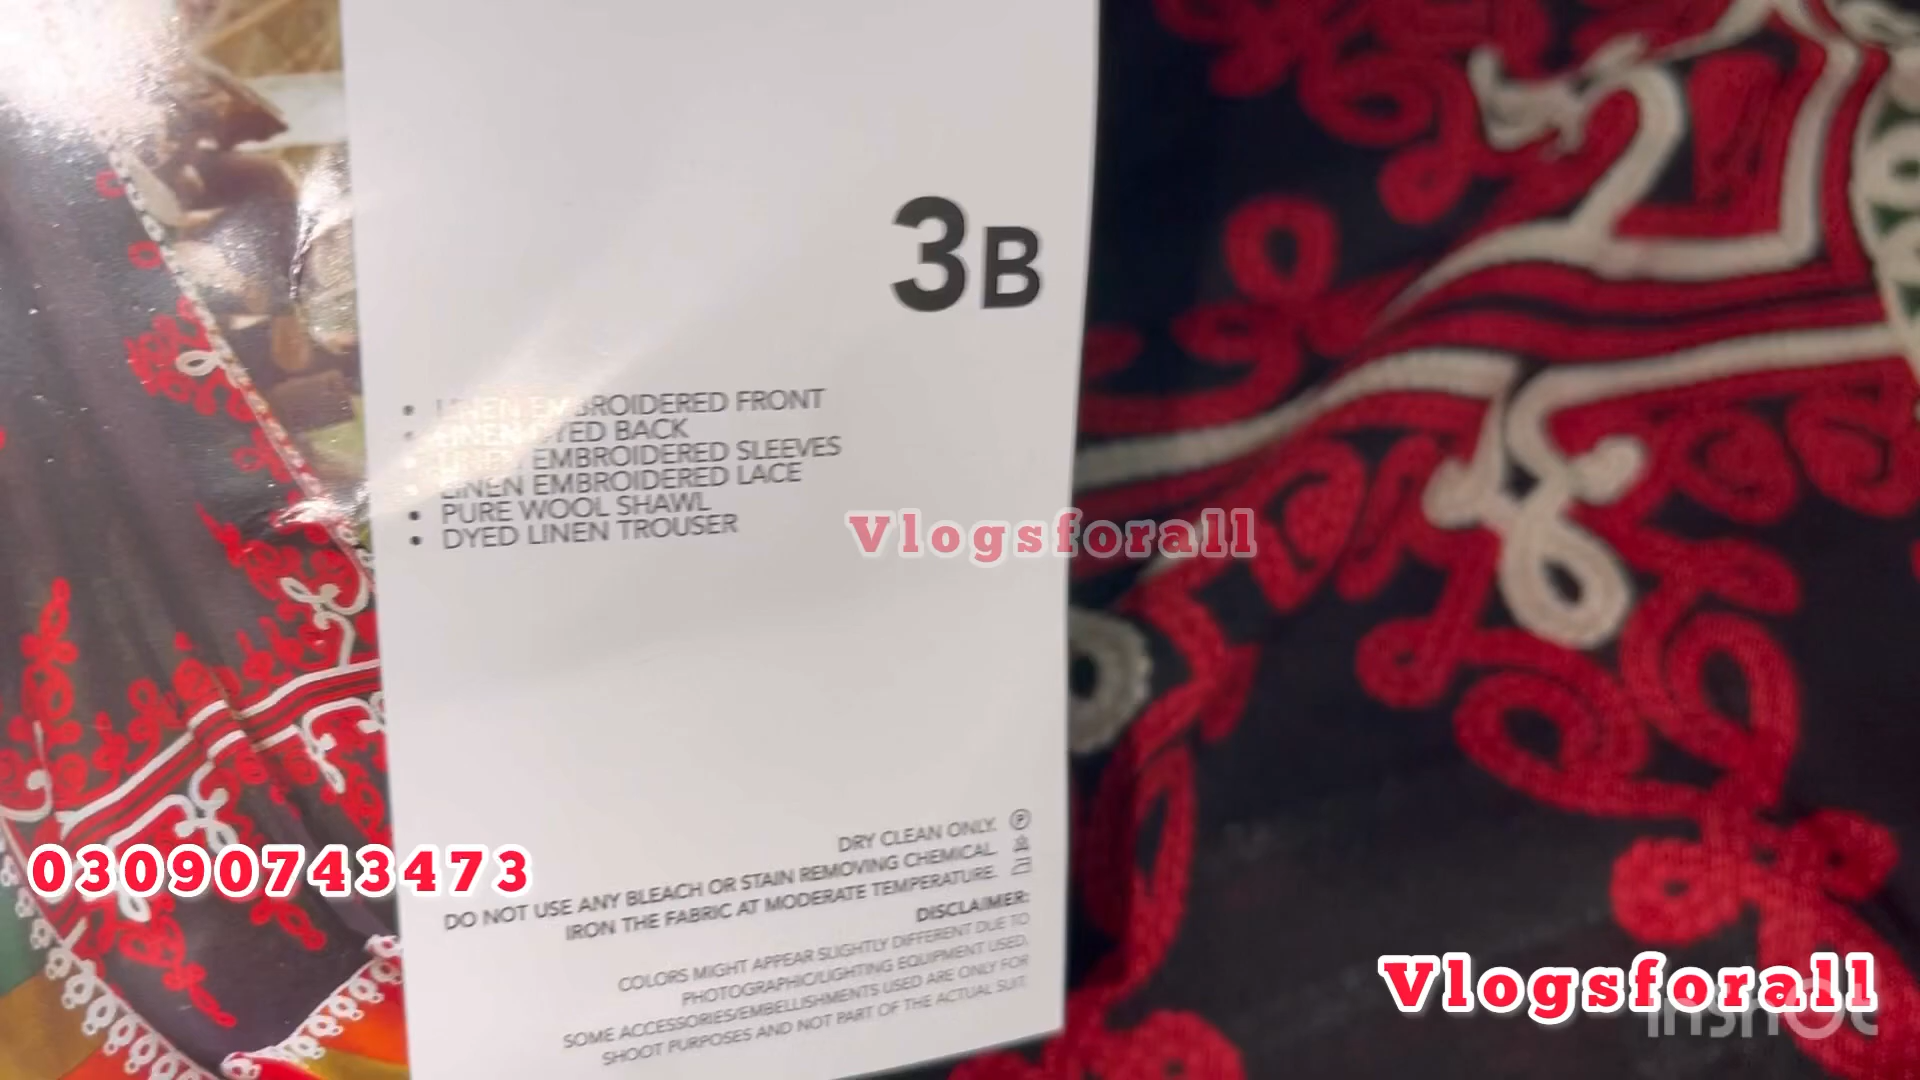 3B
• LINEN EMBROIDERED FRONT
• LINEN DYED BACK
• LINEN EMBROIDERED SLEEVES
• LINEN EMBROIDERED LACE
• PURE WOOL SHAWL
• DYED LINEN TROUSER
Vlogsforall
DRY CLEAN ONLY.
DO NOT USE ANY BLEACH OR STAIN REMOVING CHEMICAL.
IRON THE FABRIC AT MODERATE TEMPERATURE.
DISCLAIMER:
COLORS MIGHT APPEAR SLIGHTLY DIFFERENT DUE TO
PHOTOGRAPHIC/LIGHTING EQUIPMENT USED.
SOME ACCESSORIES/EMBELLISHMENTS USED ARE ONLY FOR
SHOOT PURPOSES AND NOT PART OF THE ACTUAL SUIT.
03090743473
Vlogsforall
InShOt